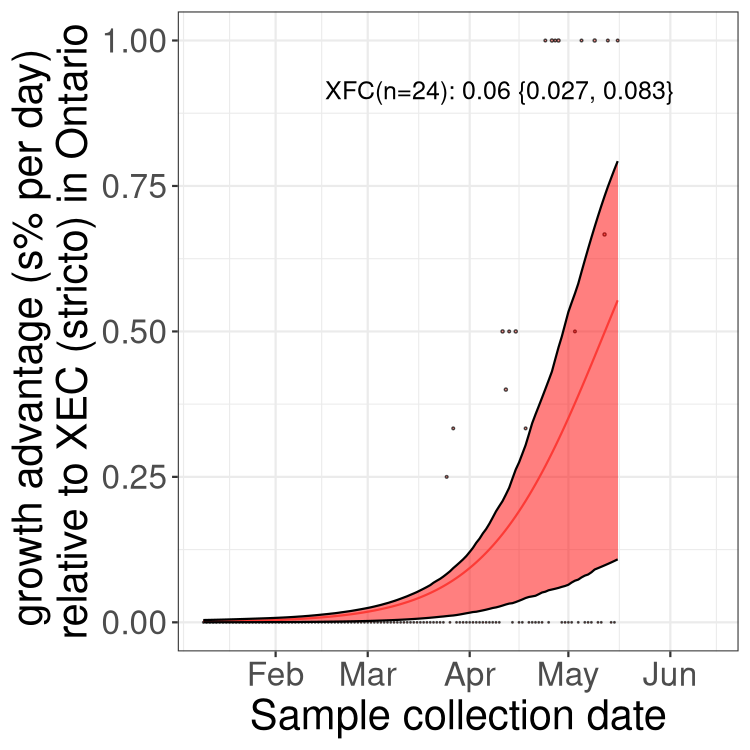 growth advantage (s% per day)
relative to XEC (stricto) in Ontario
1.00
XFC(n=24): 0.06 {0.027, 0.083}
0.75
0.50
0.25
0.00
Feb Mar Apr May Jun
Sample collection date